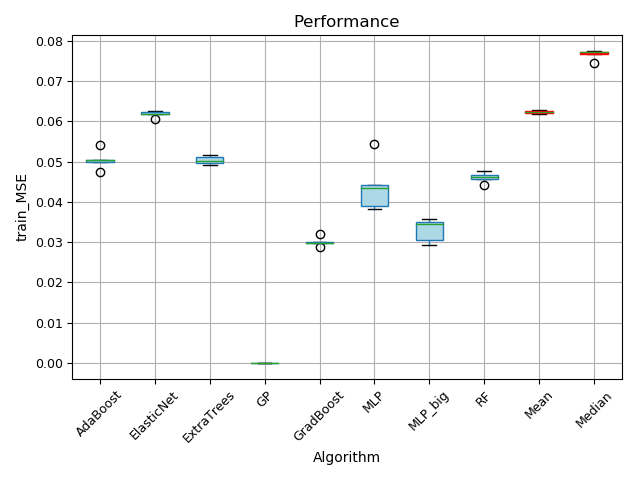 Performance
train_MSE
0.08
0.07
0.06
0.05
0.04
0.03
0.02
0.01
0.00
AdaBoost
ElasticNet
ExtraTrees
GP
GradBoost
MLP
MLP_big
RF
Mean
Median
Algorithm